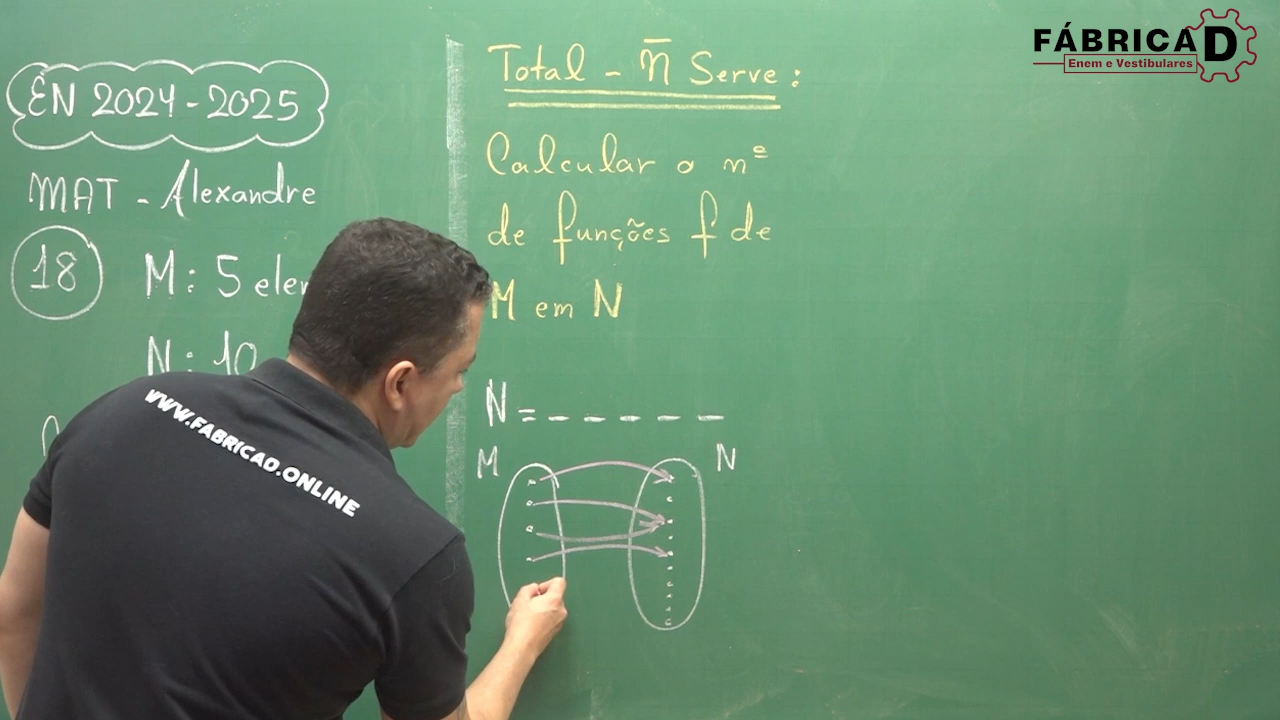 EN 2024-2025
MAT - Alexandre
18 M: 5
N: 10
Total - n̄ Serve:
Calcular o nº
de funções f de
M em N
N = _ _ _ _ _
M N
WWW.FABRICAD.ONLINE
FÁBRICA D
Enem e Vestibulares